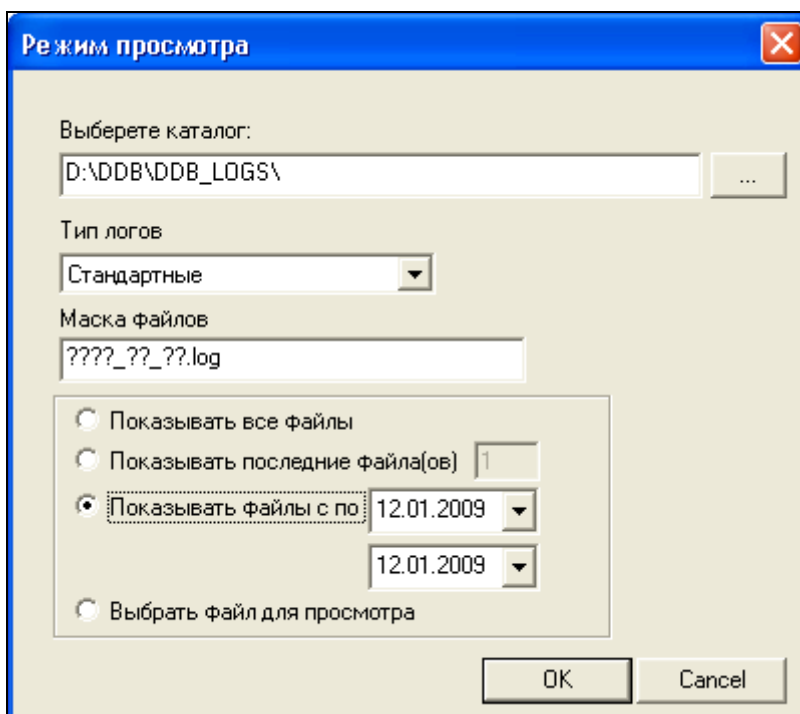 Режим просмотра
Выберете каталог:
D:\DDB\DDB_LOGS\
...
Тип логов
Стандартные
Маска файлов
????_??_??.log
Показывать все файлы
Показывать последние файла(ов) 1
Показывать файлы с по 12.01.2009
12.01.2009
Выбрать файл для просмотра
OK Cancel